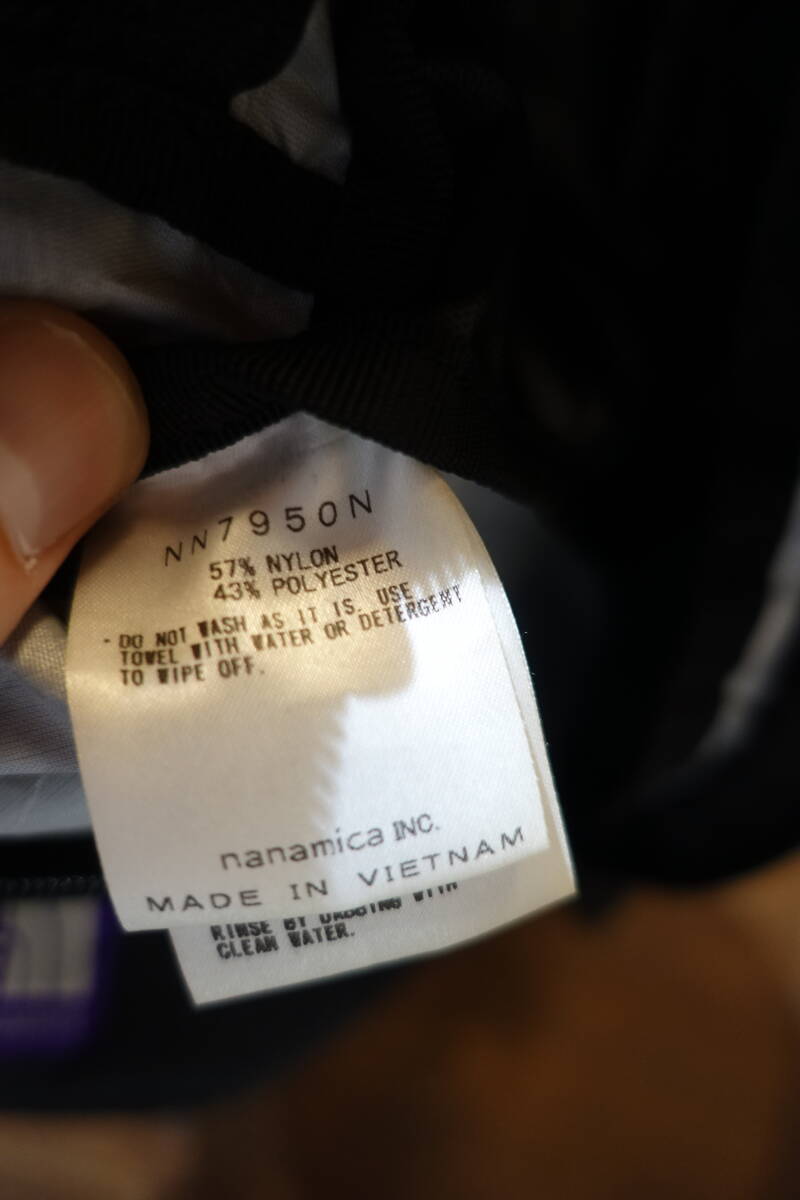 NN7950N
57% NYLON
43% POLYESTER
- DO NOT WASH AS IT IS. USE
TOWEL WITH WATER OR DETERGENT
TO WIPE OFF.
nanamica INC.
MADE IN VIETNAM
RINSE BY DABBING WITH
CLEAN WATER.